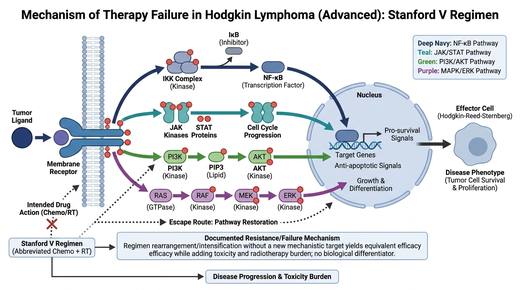 Mechanism of Therapy Failure in Hodgkin Lymphoma (Advanced): Stanford V Regimen
Deep Navy: NF-κB Pathway
Teal: JAK/STAT Pathway
Green: PI3K/AKT Pathway
Purple: MAPK/ERK Pathway
IκB
(Inhibitor)
IKK Complex
(Kinase)
NF-κB
(Transcription Factor)
Nucleus
Tumor
Ligand
Membrane
Receptor
JAK
Kinases
STAT
Proteins
Cell Cycle
Progression
PI3K
PI3K
(Kinase)
PIP3
(Lipid)
AKT
AKT
(Kinase)
RAS
(GTPase)
RAF
(Kinase)
MEK
(Kinase)
ERK
(Kinase)
Pro-survival
Signals
Target Genes
Anti-apoptotic Signals
Growth &
Differentiation
Effector Cell
(Hodgkin-Reed-Sternberg)
Disease Phenotype
(Tumor Cell Survival
& Proliferation)
Intended Drug
Action (Chemo/RT)
Escape Route: Pathway Restoration
Stanford V Regimen
(Abbreviated Chemo + RT)
Documented Resistance/Failure Mechanism
Regimen rearrangement/intensification without a new mechanistic target yields equivalent efficacy
efficacy while adding toxicity and radiotherapy burden; no biological differentiator.
Disease Progression & Toxicity Burden